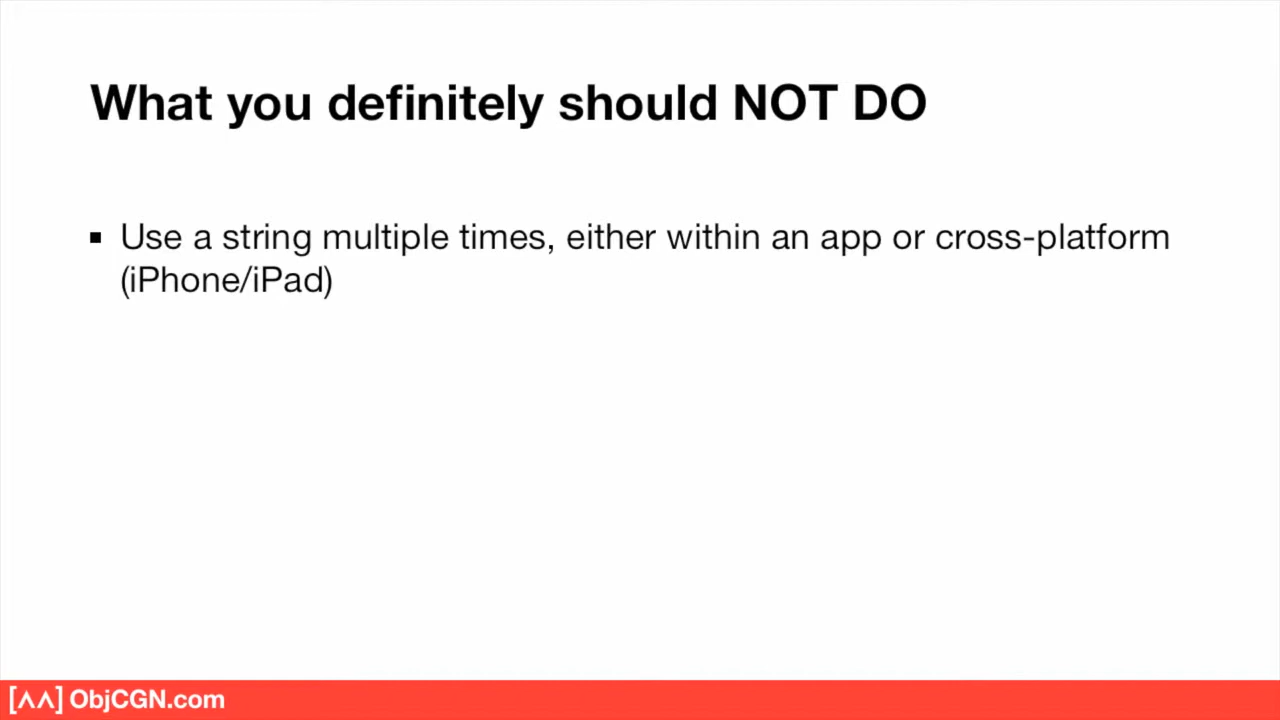 What you definitely should NOT DO
▪ Use a string multiple times, either within an app or cross-platform
(iPhone/iPad)
[ʌʌ] ObjCGN.com